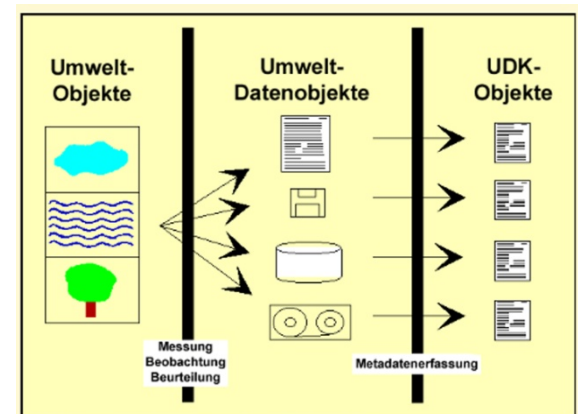 Umwelt-
Objekte
Umwelt-
Datenobjekte
UDK-
Objekte
Messung
Beobachtung
Beurteilung
Metadatenerfassung